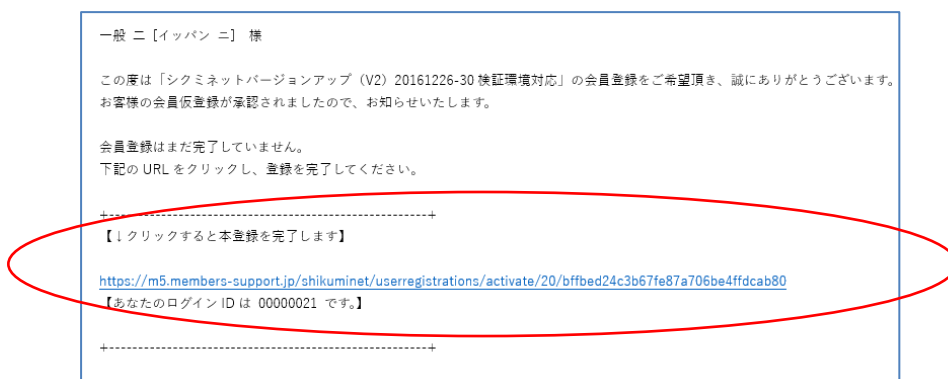 一般 二 [イッパン ニ] 様
この度は「シクミネットバージョンアップ（V2）20161226-30 検証環境対応」の会員登録をご希望頂き、誠にありがとうございます。
お客様の会員仮登録が承認されましたので、お知らせいたします。
会員登録はまだ完了していません。
下記の URL をクリックし、登録を完了してください。
+-------------------------------------------------------+
【↓クリックすると本登録を完了します】
https://m5.members-support.jp/shikuminet/userregistrations/activate/20/bffbed24c3b67fe87a706be4ffdcab80
【あなたのログイン ID は 00000021 です。】
+-------------------------------------------------------+